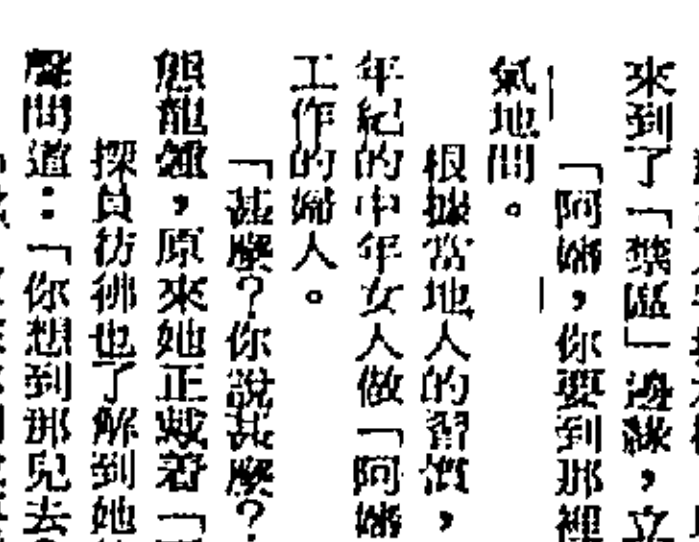 來到了「禁區」邊緣，立
「阿嬸，你要到那裡
氣地問。
根據當地人的習慣，
年紀的中年女人做「阿嬸
工作的婦人。
「甚麼？你說甚麼？
態龍鍾，原來她正戴着「
探員彷彿也了解到她
聲問道：「你想到那兒去